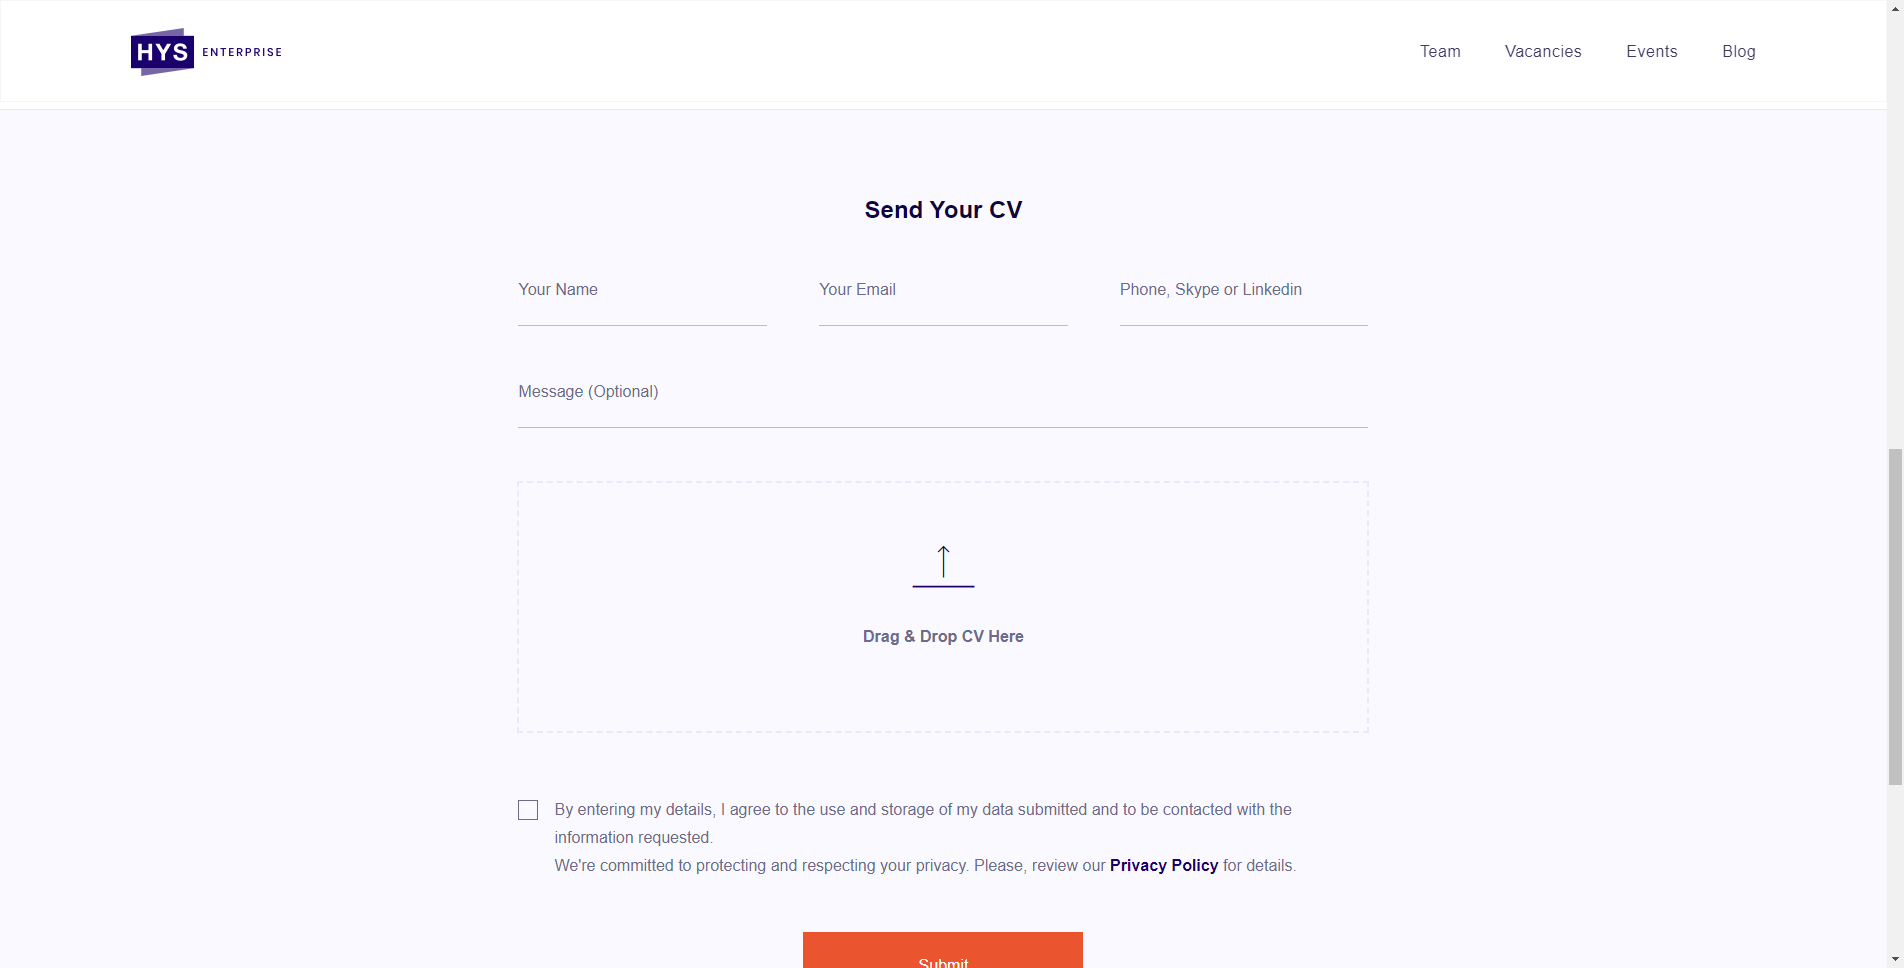 HYS ENTERPRISE
Team Vacancies Events Blog
Send Your CV
Your Name Your Email Phone, Skype or Linkedin
Message (Optional)
Drag & Drop CV Here
By entering my details, I agree to the use and storage of my data submitted and to be contacted with the
information requested.
We're committed to protecting and respecting your privacy. Please, review our Privacy Policy for details.
Submit